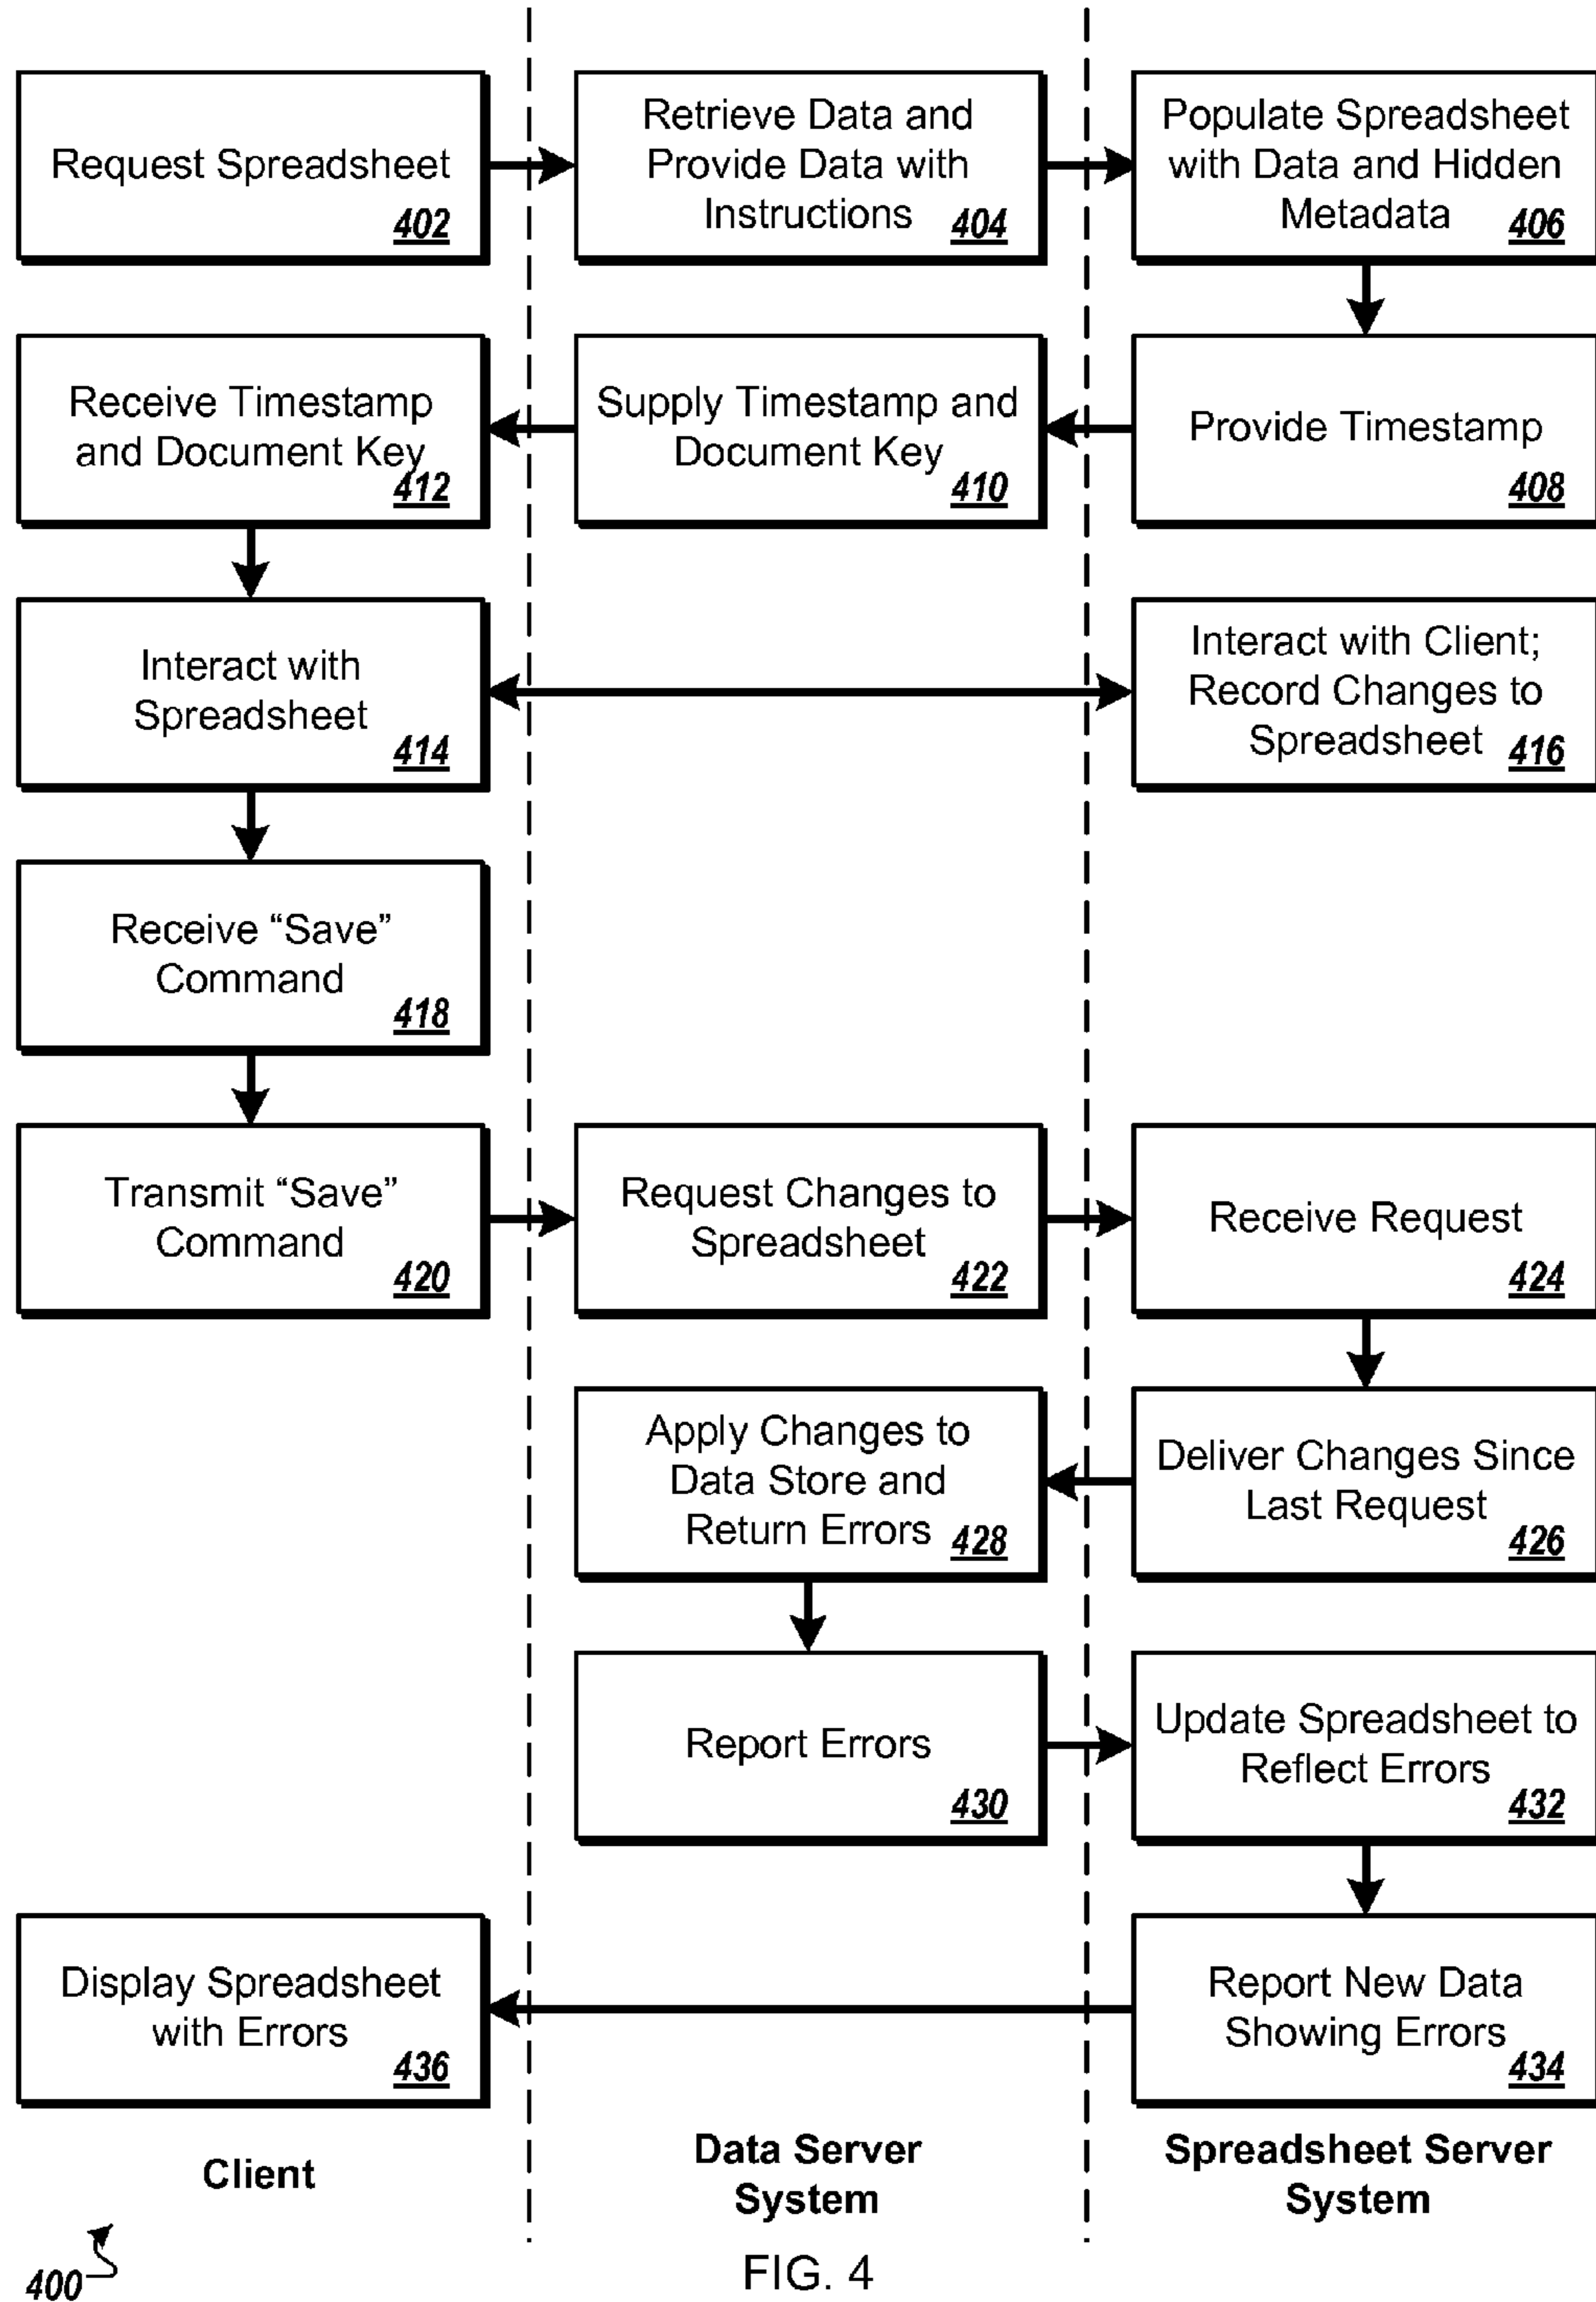 Request Spreadsheet
402
Retrieve Data and
Provide Data with
Instructions 404
Populate Spreadsheet
with Data and Hidden
Metadata 406
Receive Timestamp
and Document Key
412
Supply Timestamp and
Document Key
410
Provide Timestamp
408
Interact with
Spreadsheet
414
Interact with Client;
Record Changes to
Spreadsheet 416
Receive “Save”
Command
418
Transmit “Save”
Command
420
Request Changes to
Spreadsheet
422
Receive Request
424
Apply Changes to
Data Store and
Return Errors 428
Deliver Changes Since
Last Request
426
Report Errors
430
Update Spreadsheet to
Reflect Errors
432
Display Spreadsheet
with Errors
436
Report New Data
Showing Errors
434
Client
Data Server
System
Spreadsheet Server
System
400
FIG. 4